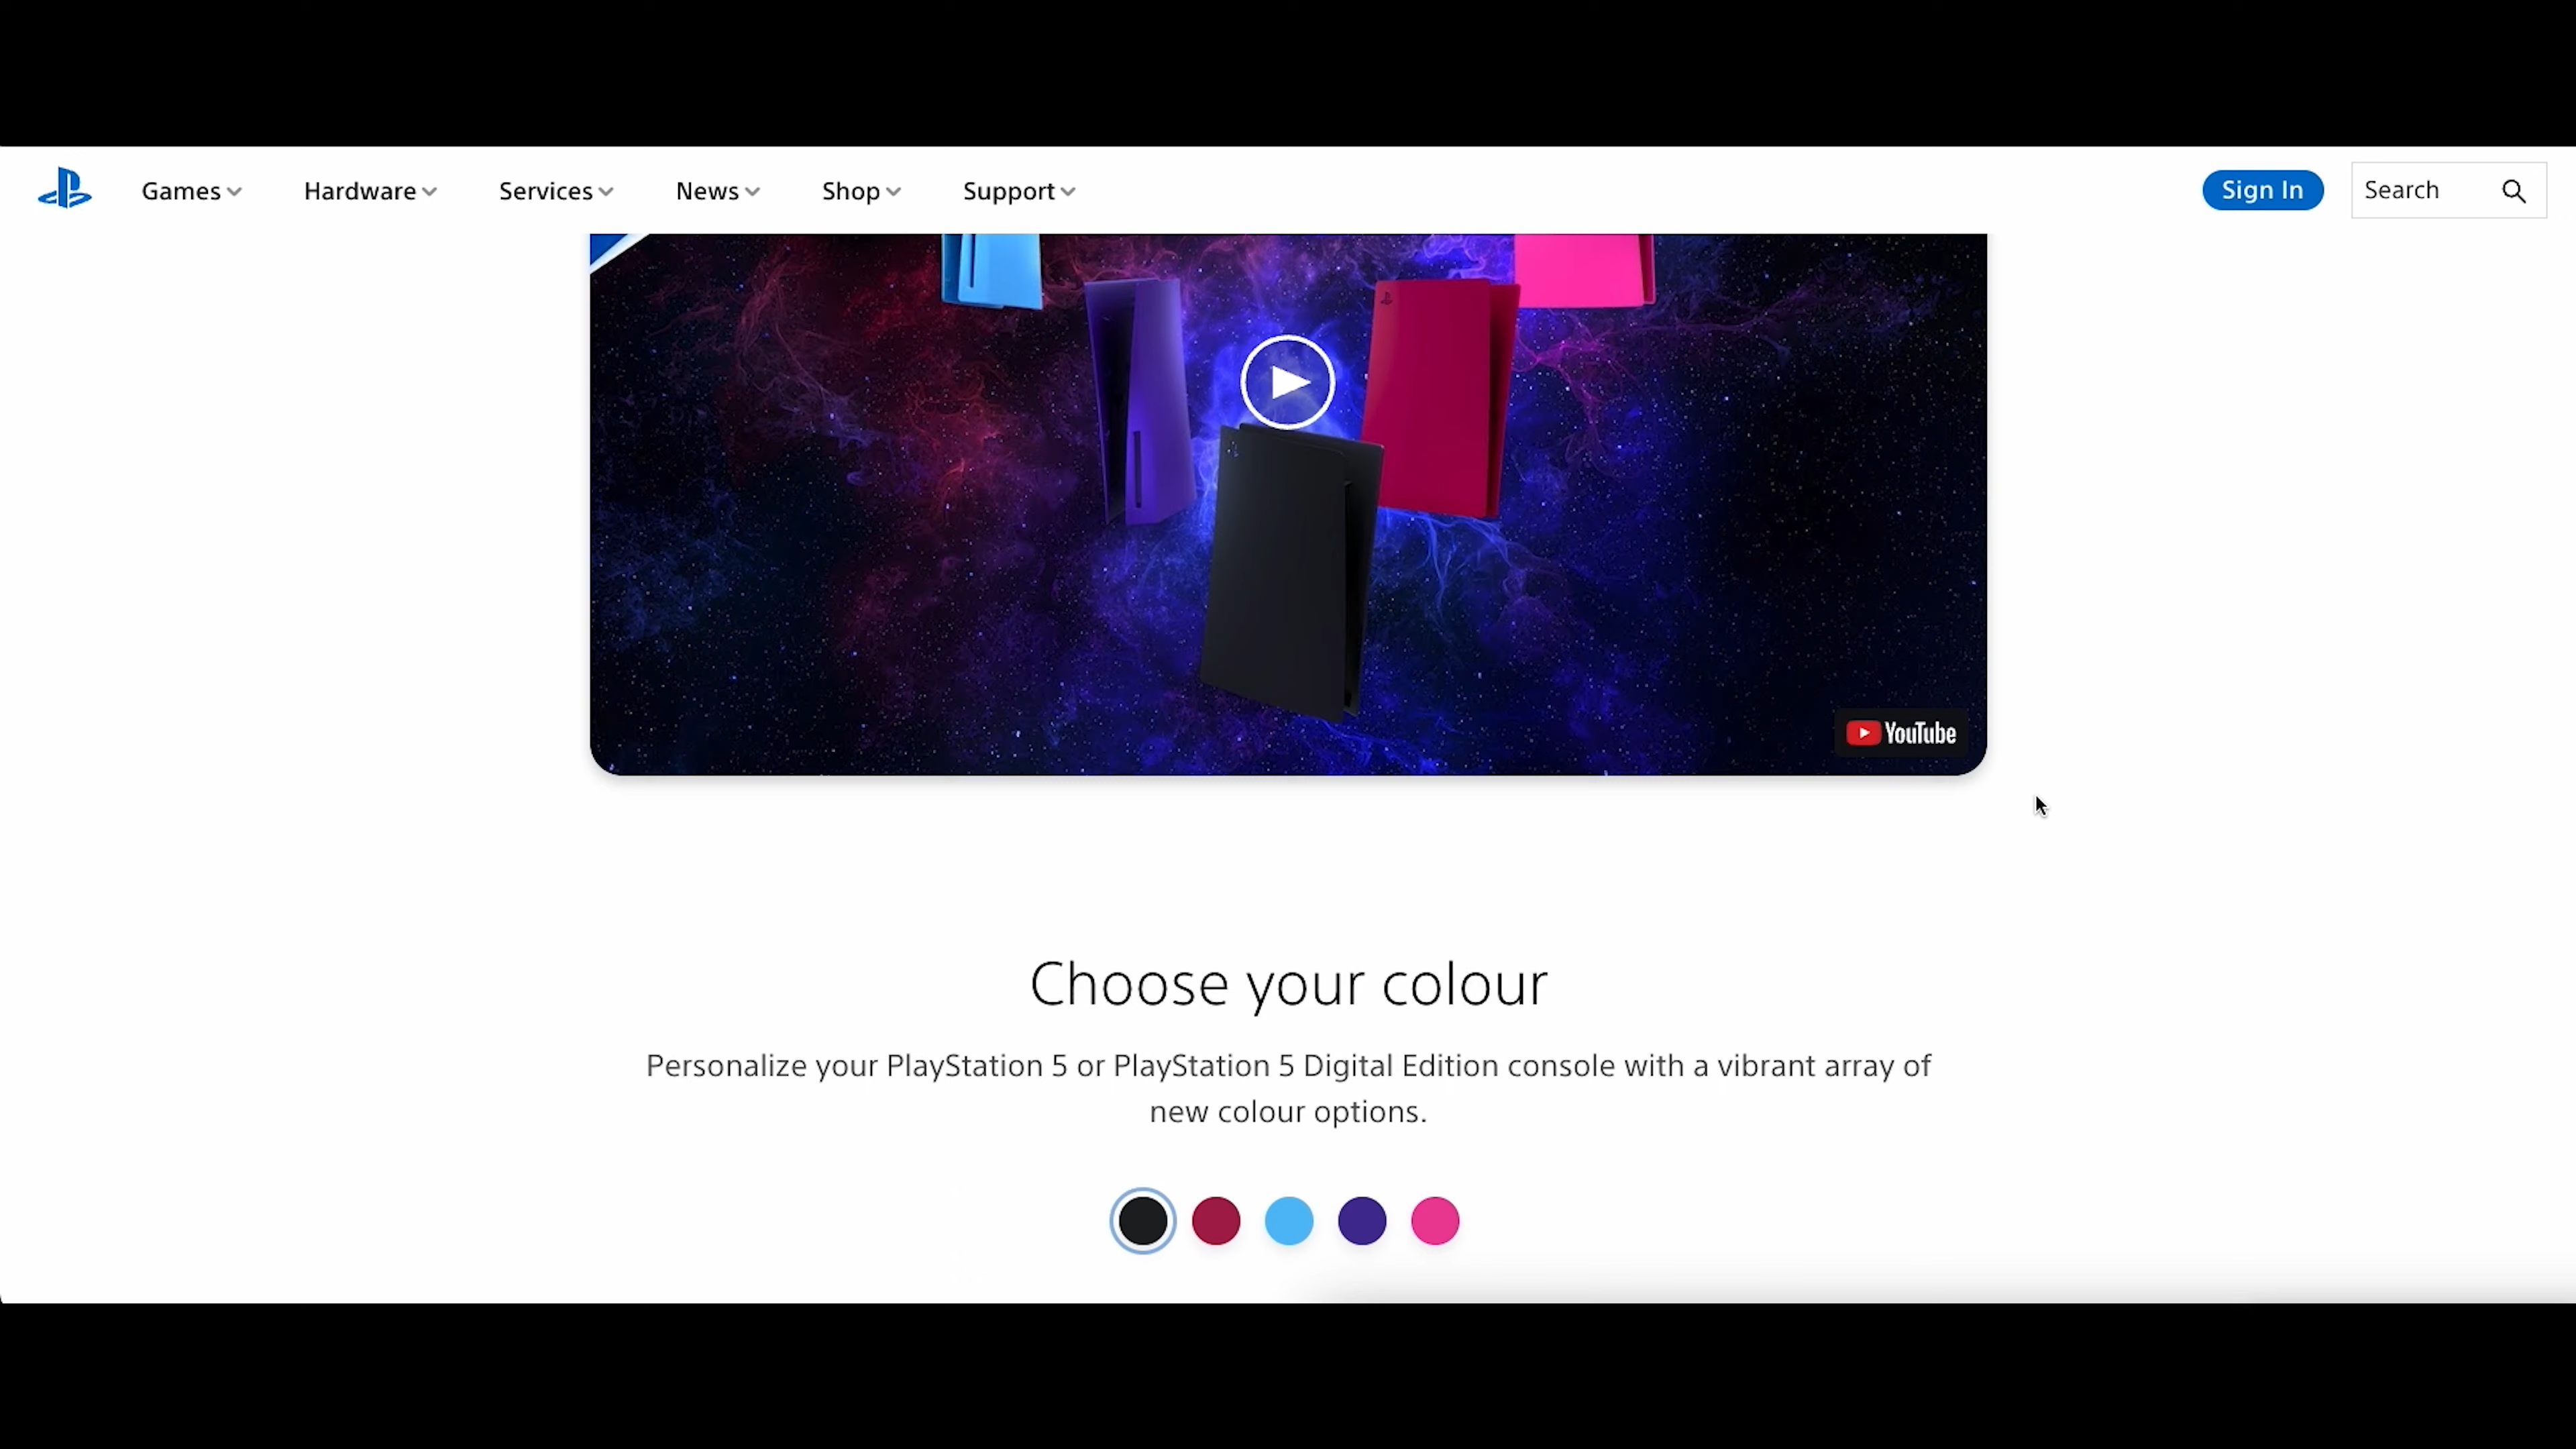 Games Hardware Services News Shop Support Sign In Search
YouTube
Choose your colour
Personalize your PlayStation 5 or PlayStation 5 Digital Edition console with a vibrant array of
new colour options.